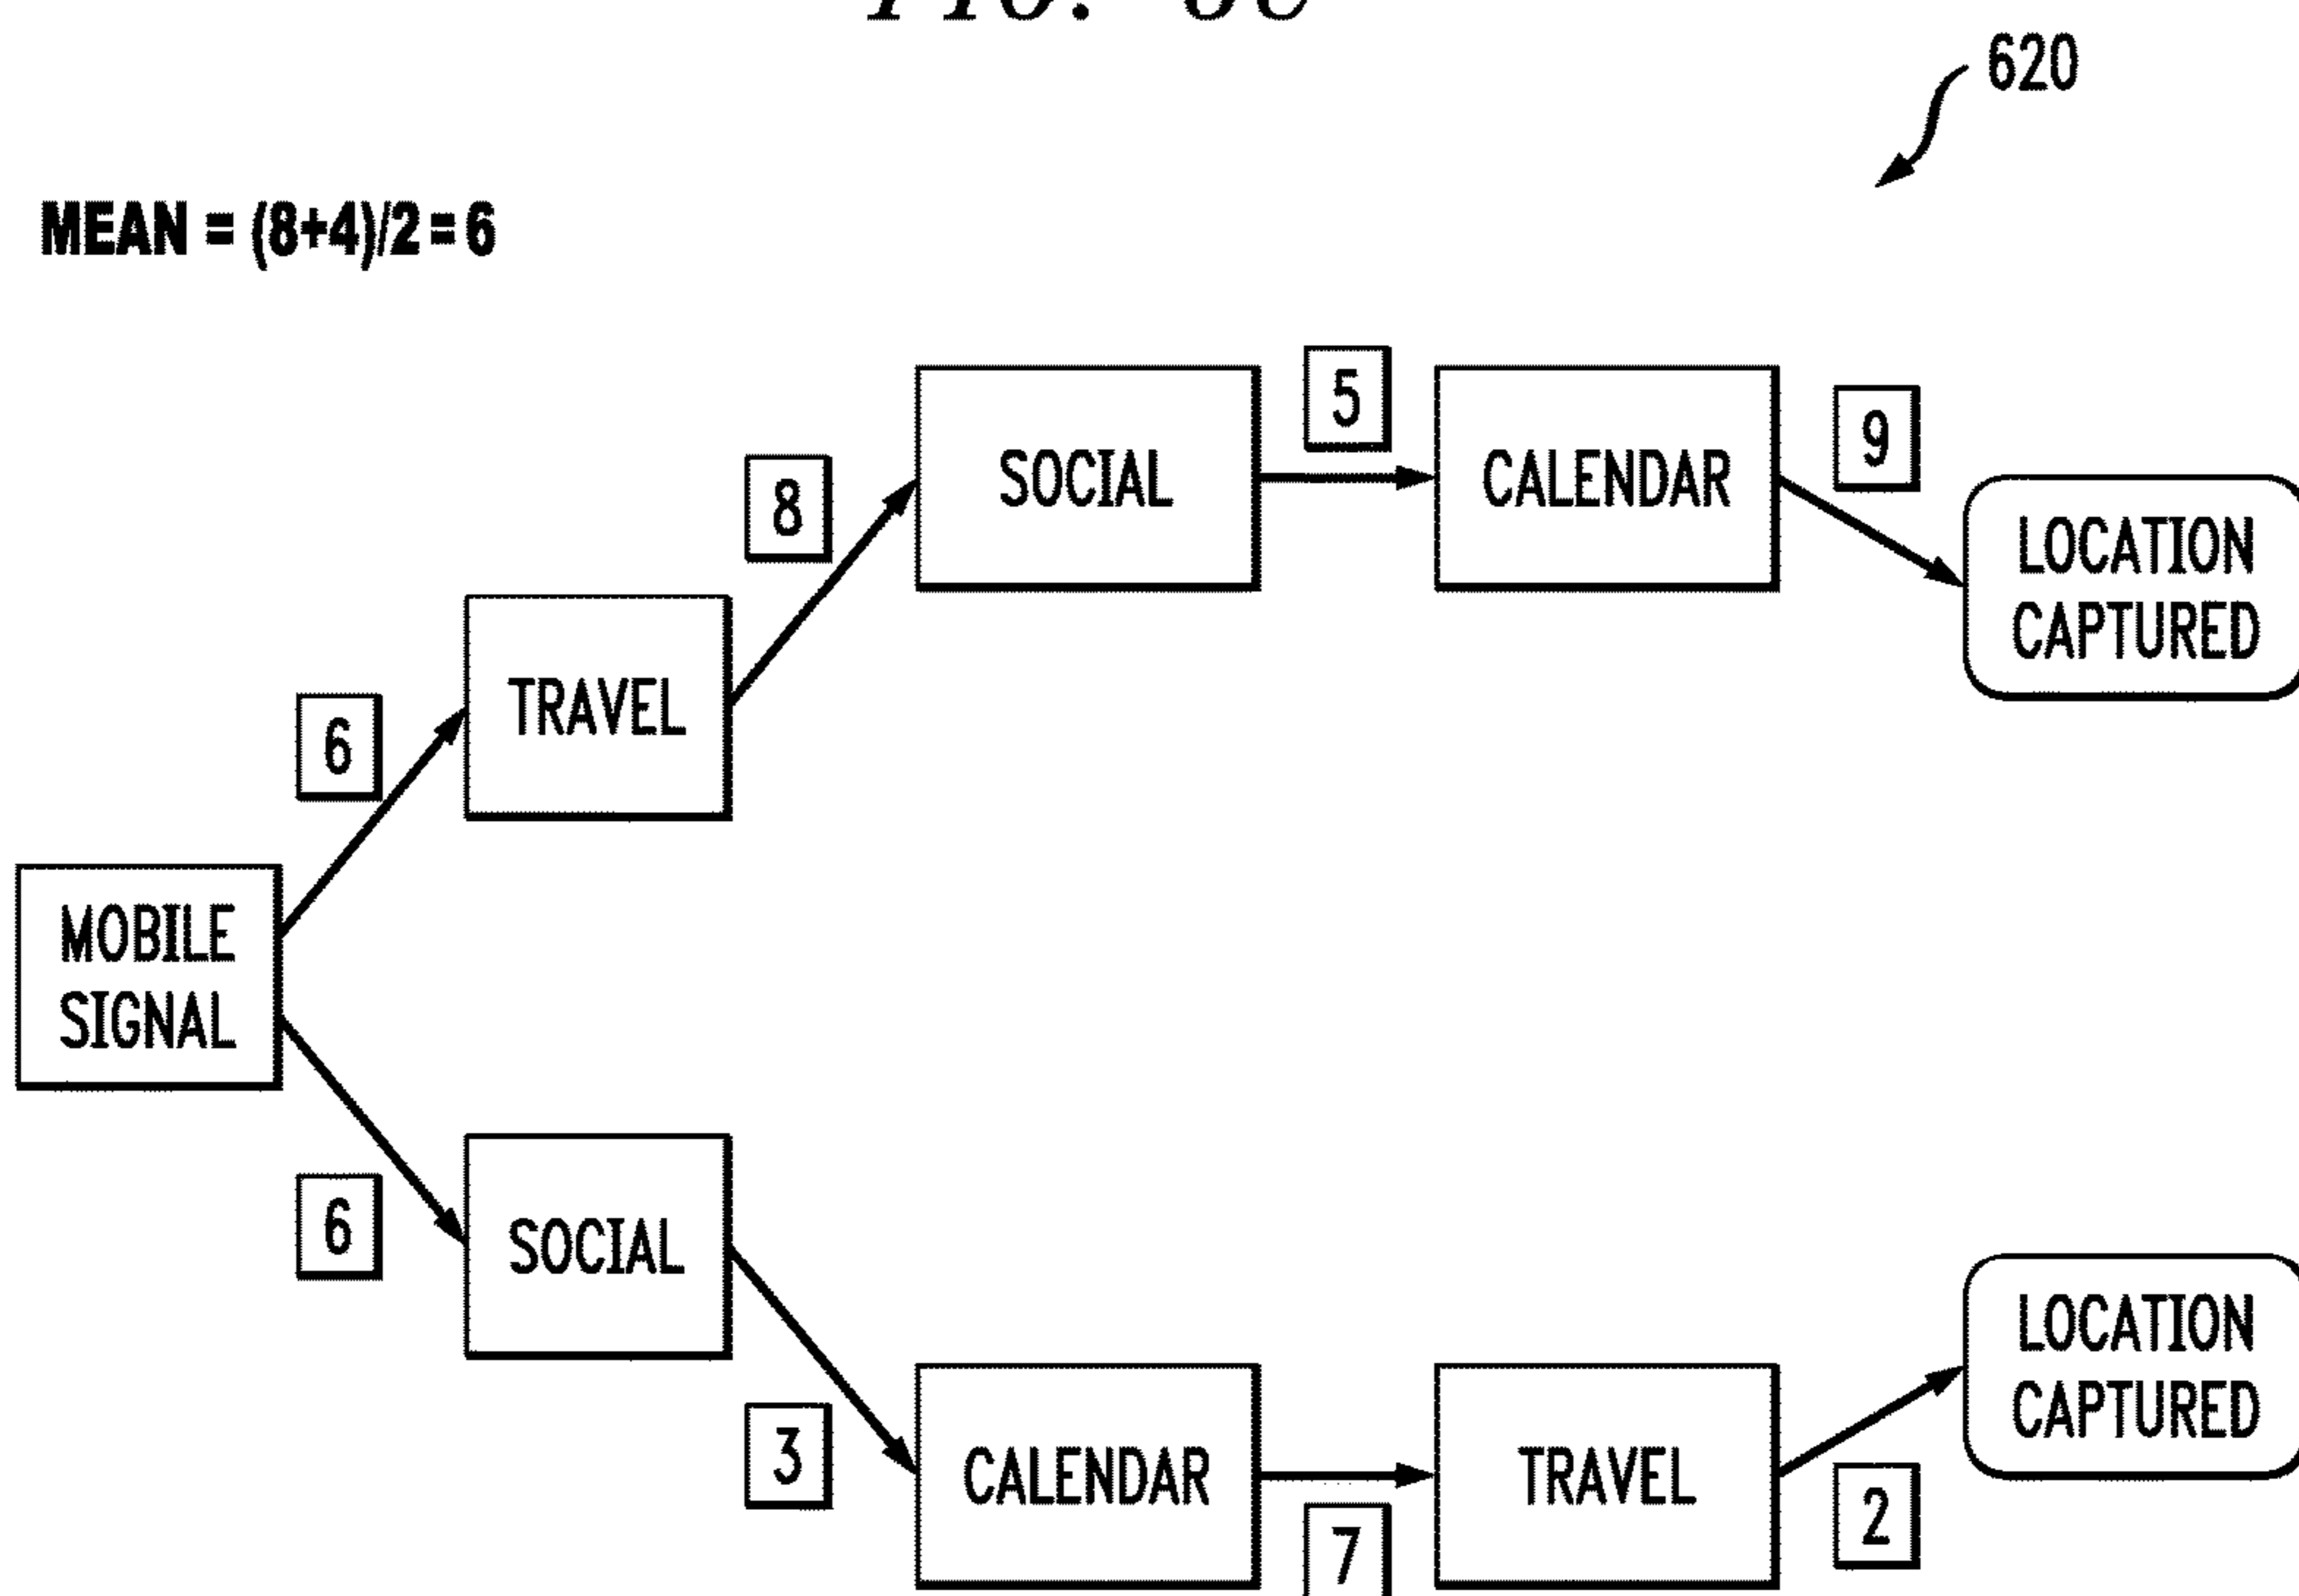 620
MEAN = (8+4)/2 = 6
5
9
8
SOCIAL
CALENDAR
LOCATION
CAPTURED
6
TRAVEL
MOBILE
SIGNAL
6
SOCIAL
LOCATION
CAPTURED
3
CALENDAR
TRAVEL
2
7